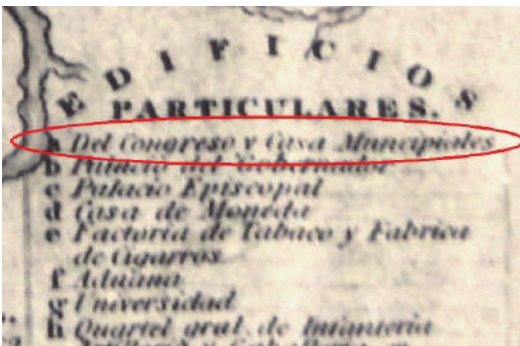 EDIFICIOS
PARTICULARES.
a Del Congreso y Casa Muncipiales
b Palacio del Gobernador
c Palacio Episcopal
d Casa de Moneda
e Factoria de Tabaco y Fabrica
de Cigarros
f Aduana
g Universidad
h Quartel gral. de Infanteria